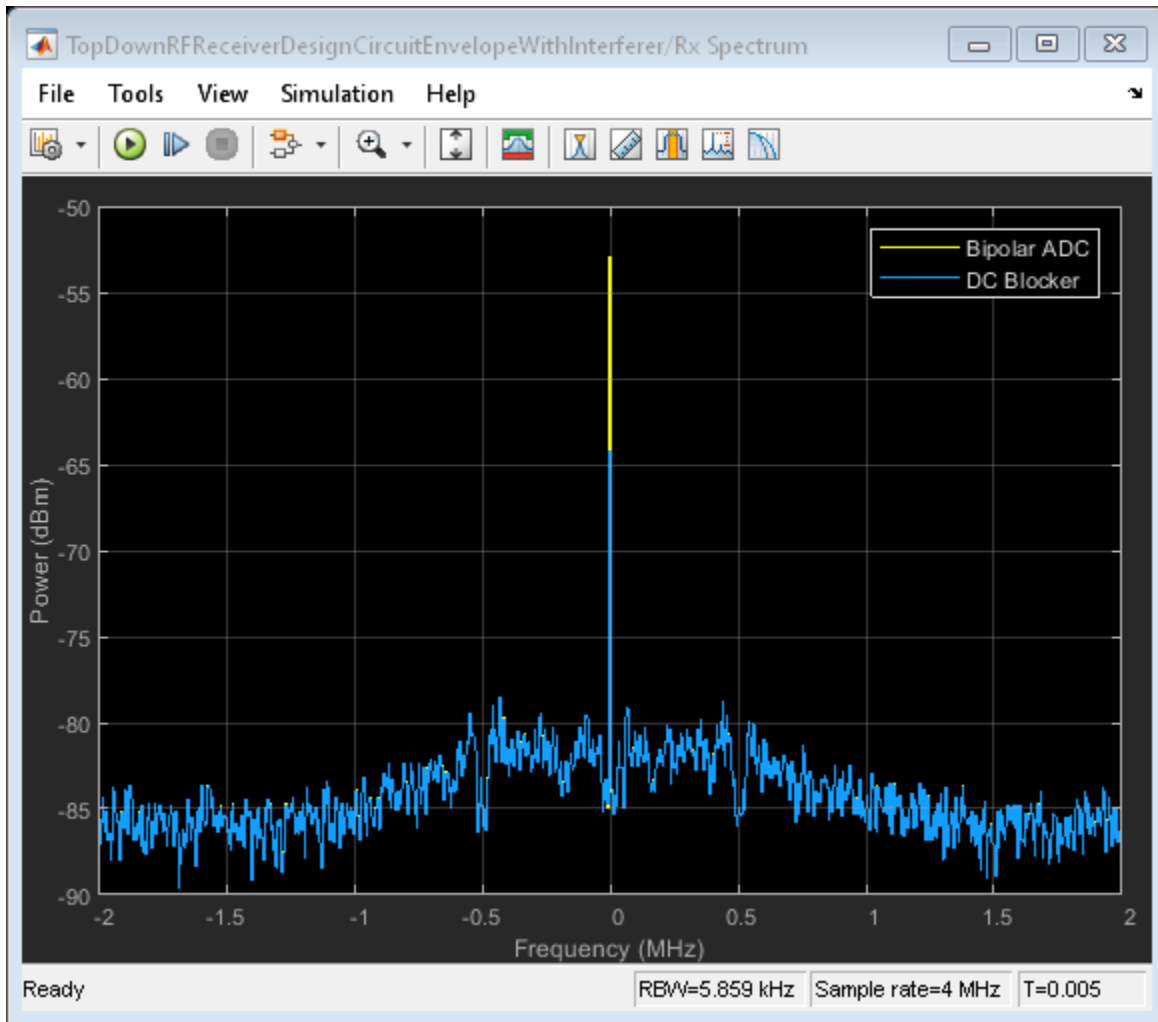 TopDownRFReceiverDesignCircuitEnvelopeWithInterferer/Rx Spectrum
File Tools View Simulation Help
-50
Bipolar ADC
DC Blocker
-55
-60
-65
-70
-75
-80
-85
-90
Power (dBm)
-2 -1.5 -1 -0.5 0 0.5 1 1.5 2
Frequency (MHz)
Ready RBW=5.859 kHz Sample rate=4 MHz T=0.005